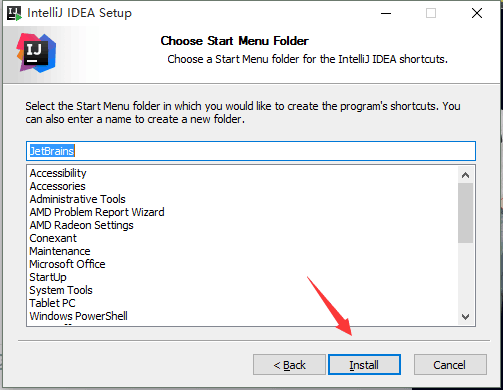 IntelliJ IDEA Setup
IJ
Choose Start Menu Folder
Choose a Start Menu folder for the IntelliJ IDEA shortcuts.
Select the Start Menu folder in which you would like to create the program's shortcuts. You
can also enter a name to create a new folder.
JetBrains
Accessibility
Accessories
Administrative Tools
AMD Problem Report Wizard
AMD Radeon Settings
Conexant
Maintenance
Microsoft Office
StartUp
System Tools
Tablet PC
Windows PowerShell
< Back Install Cancel